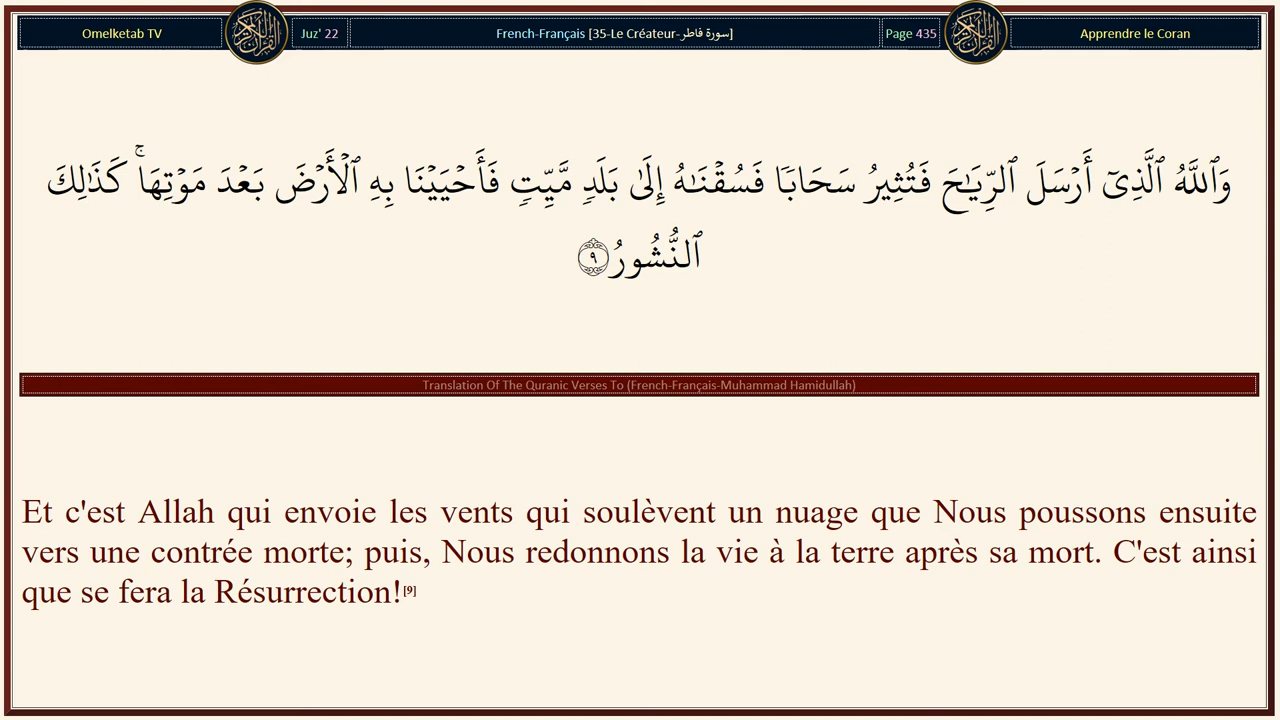 Omelketab TV
Juz' 22
French-Français [35-Le Créateur-سورة فاطر]
Page 435
Apprendre le Coran
وَٱللَّهُ ٱلَّذِىٓ أَرْسَلَ ٱلرِّيَـٰحَ فَتُثِيرُ سَحَابًا فَسُقْنَـٰهُ إِلَىٰ بَلَدٍ مَّيِّتٍ فَأَحْيَيْنَا بِهِ ٱلْأَرْضَ بَعْدَ مَوْتِهَا ۚ كَذَٰلِكَ
ٱلنُّشُورُ ٩
Translation Of The Quranic Verses To (French-Français-Muhammad Hamidullah)
Et c'est Allah qui envoie les vents qui soulèvent un nuage que Nous poussons ensuite
vers une contrée morte; puis, Nous redonnons la vie à la terre après sa mort. C'est ainsi
que se fera la Résurrection![9]